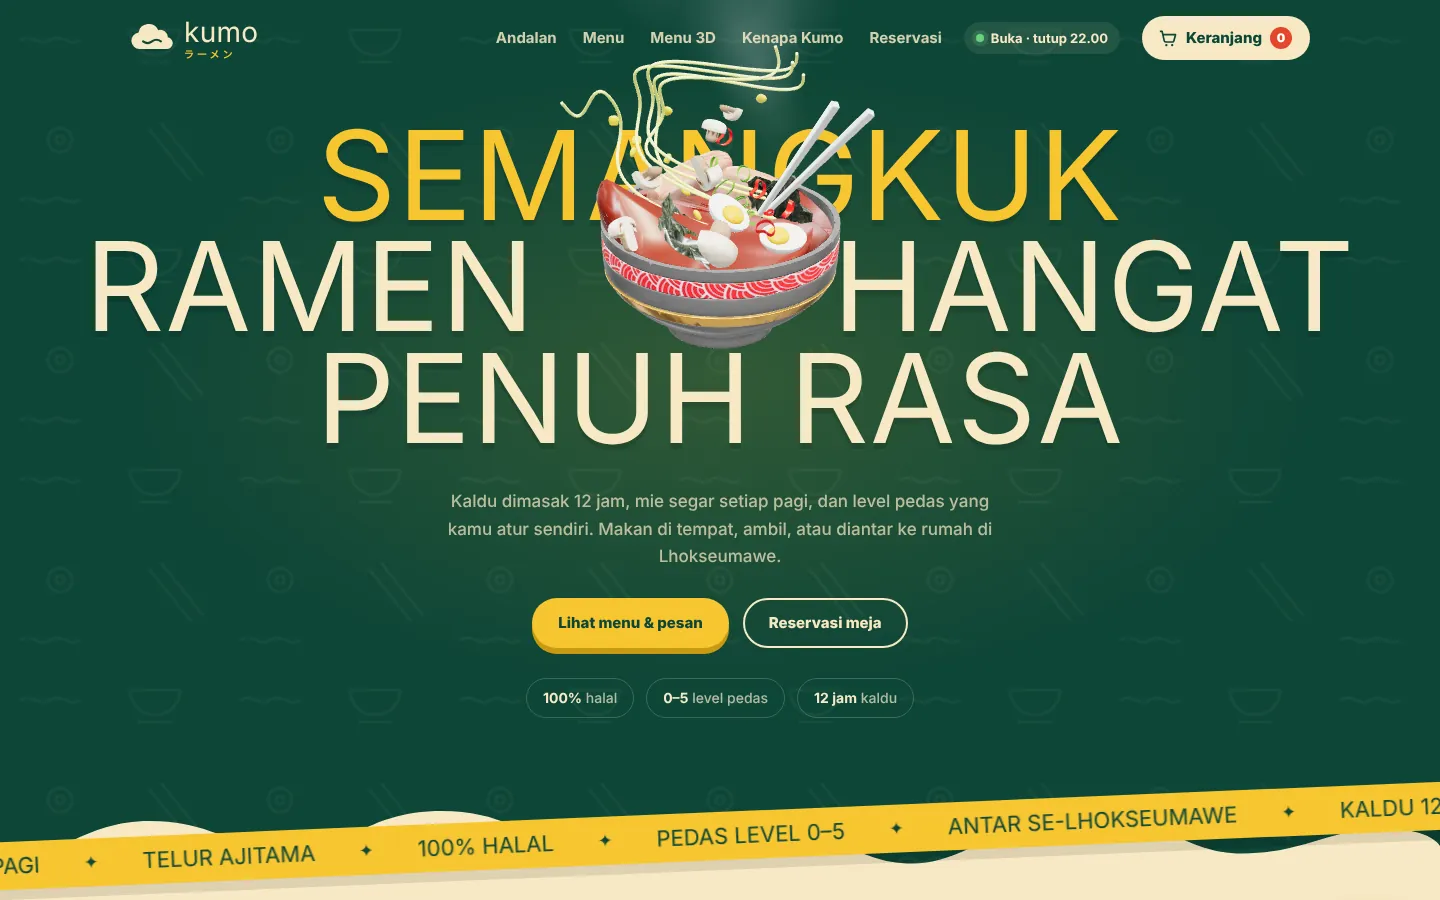 kumo
ラーメン
Andalan
Menu
Menu 3D
Kenapa Kumo
Reservasi
Buka · tutup 22.00
Keranjang 0
SEMANGKUK
RAMEN HANGAT
PENUH RASA
Kaldu dimasak 12 jam, mie segar setiap pagi, dan level pedas yang
kamu atur sendiri. Makan di tempat, ambil, atau diantar ke rumah di
Lhokseumawe.
Lihat menu & pesan
Reservasi meja
100% halal
0–5 level pedas
12 jam kaldu
PAGI ✦ TELUR AJITAMA ✦ 100% HALAL ✦ PEDAS LEVEL 0–5 ✦ ANTAR SE-LHOKSEUMAWE ✦ KALDU 12